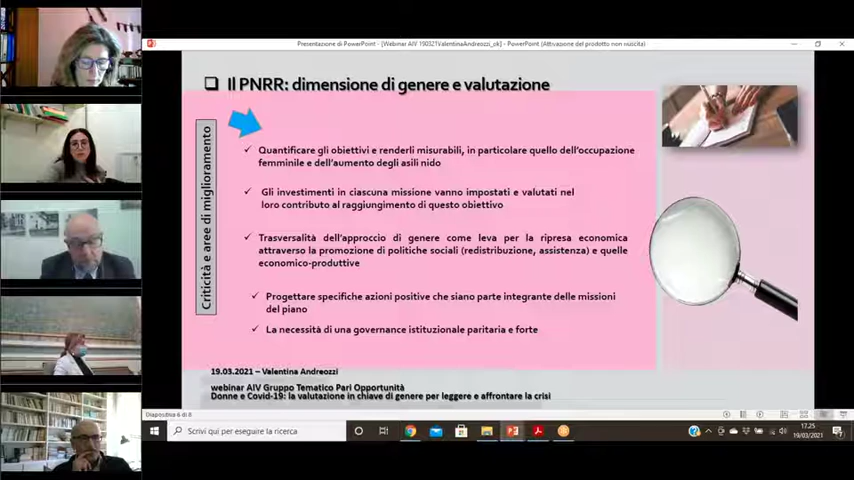 Presentazione di PowerPoint - [Webinar AIV 190321ValentinaAndreozzi_ok] - PowerPoint (Attivazione del prodotto non riuscita)
Il PNRR: dimensione di genere e valutazione
Criticità e aree di miglioramento
Quantificare gli obiettivi e renderli misurabili, in particolare quello dell'occupazione
femminile e dell'aumento degli asili nido
Gli investimenti in ciascuna missione vanno impostati e valutati nel
loro contributo al raggiungimento di questo obiettivo
Trasversalità dell'approccio di genere come leva per la ripresa economica
attraverso la promozione di politiche sociali (redistribuzione, assistenza) e quelle
economico-produttive
Progettare specifiche azioni positive che siano parte integrante delle missioni
del piano
La necessità di una governance istituzionale paritaria e forte
19.03.2021 – Valentina Andreozzi
webinar AIV Gruppo Tematico Pari Opportunità
Donne e Covid-19: la valutazione in chiave di genere per leggere e affrontare la crisi
Diapositiva 6 di 8
Scrivi qui per eseguire la ricerca
17.25
19/03/2021